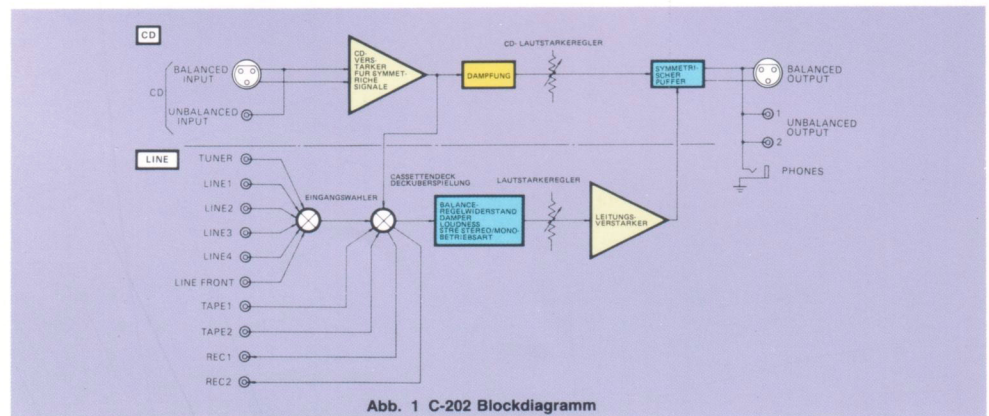 CD
CD-LAUTSTARKEREGLER
CD-
VERS-
TARKER
FUR SYMMET-
RICHE
SIGNALE
BALANCED
INPUT
CD
UNBALANCED
INPUT
DAMPFUNG
SYMMETRI-
SCHER
PUFFER
BALANCED
OUTPUT
1
UNBALANCED
OUTPUT
2
PHONES
LINE
TUNER
LINE1
LINE2
LINE3
LINE4
LINE FRONT
TAPE1
TAPE2
REC1
REC2
EINGANGSWAHLER
CASSETTENDECK
DECKUBERSPIELUNG
BALANCE-
REGELWIDERSTAND
DAMPER
LOUDNESS
STRE STEREO/MONO-
BETRIEBSART
LAUTSTARKEREGLER
LEITUNGS-
VERSTARKER
Abb. 1 C-202 Blockdiagramm